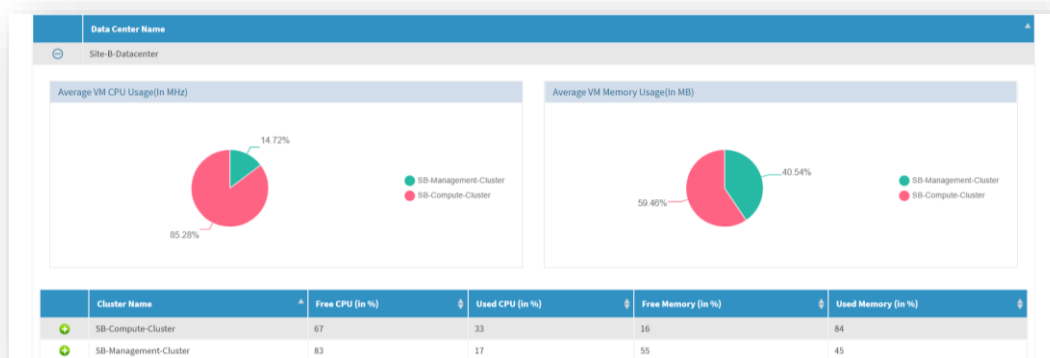 Data Center Name
Site-B-Datacenter
Average VM CPU Usage(In MHz)
14.72%
SB-Management-Cluster
SB-Compute-Cluster
85.28%
Average VM Memory Usage(In MB)
40.54%
SB-Management-Cluster
SB-Compute-Cluster
59.46%
Cluster Name Free CPU (in %) Used CPU (in %) Free Memory (in %) Used Memory (in %)
SB-Compute-Cluster 67 33 16 84
SB-Management-Cluster 83 17 55 45